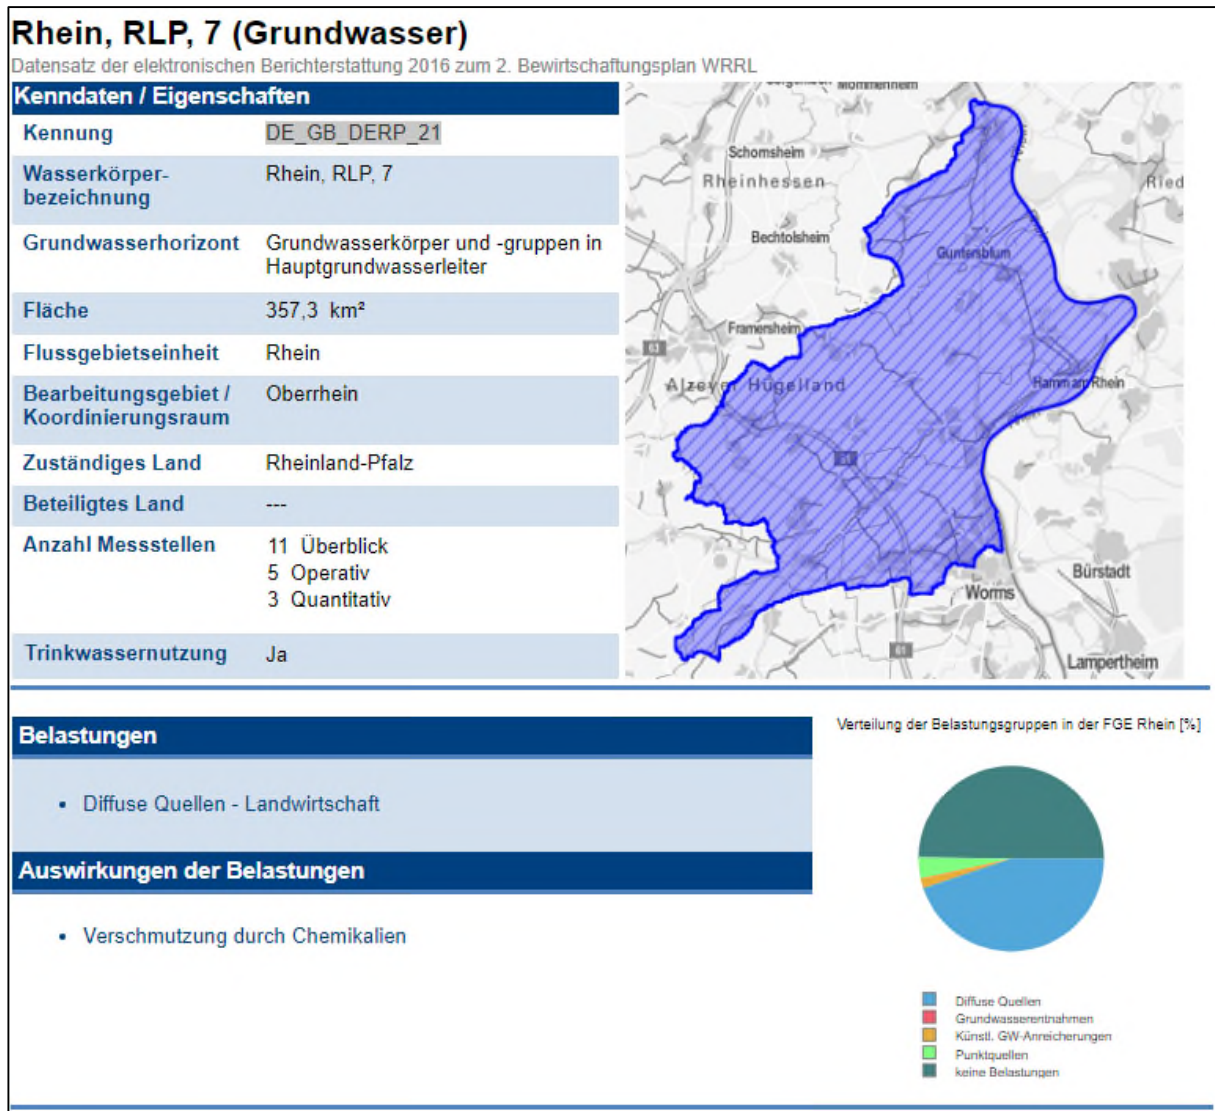 Rhein, RLP, 7 (Grundwasser)
Datensatz der elektronischen Berichterstattung 2016 zum 2. Bewirtschaftungsplan WRRL
Kenndaten / Eigenschaften
Kennung DE_GB_DERP_21
Wasserkörper-
bezeichnung
Rhein, RLP, 7
Grundwasserhorizont
Grundwasserkörper und -gruppen in
Hauptgrundwasserleiter
Fläche 357,3 km²
Flussgebietseinheit Rhein
Bearbeitungsgebiet /
Koordinierungsraum
Oberrhein
Zuständiges Land Rheinland-Pfalz
Beteiligtes Land ---
Anzahl Messstellen
11 Überblick
5 Operativ
3 Quantitativ
Trinkwassernutzung Ja
Mommenheim
Schornsheim
Rheinhessen
Ried
Bechtolsheim
Guntersblum
Framersheim
63
Alzeyer Hügelland
Hamm am Rhein
Bürstadt
Worms
61
Lampertheim
Belastungen
• Diffuse Quellen - Landwirtschaft
Auswirkungen der Belastungen
• Verschmutzung durch Chemikalien
Verteilung der Belastungsgruppen in der FGE Rhein [%]
Diffuse Quellen
Grundwasserentnahmen
Künstl. GW-Anreicherungen
Punktquellen
keine Belastungen